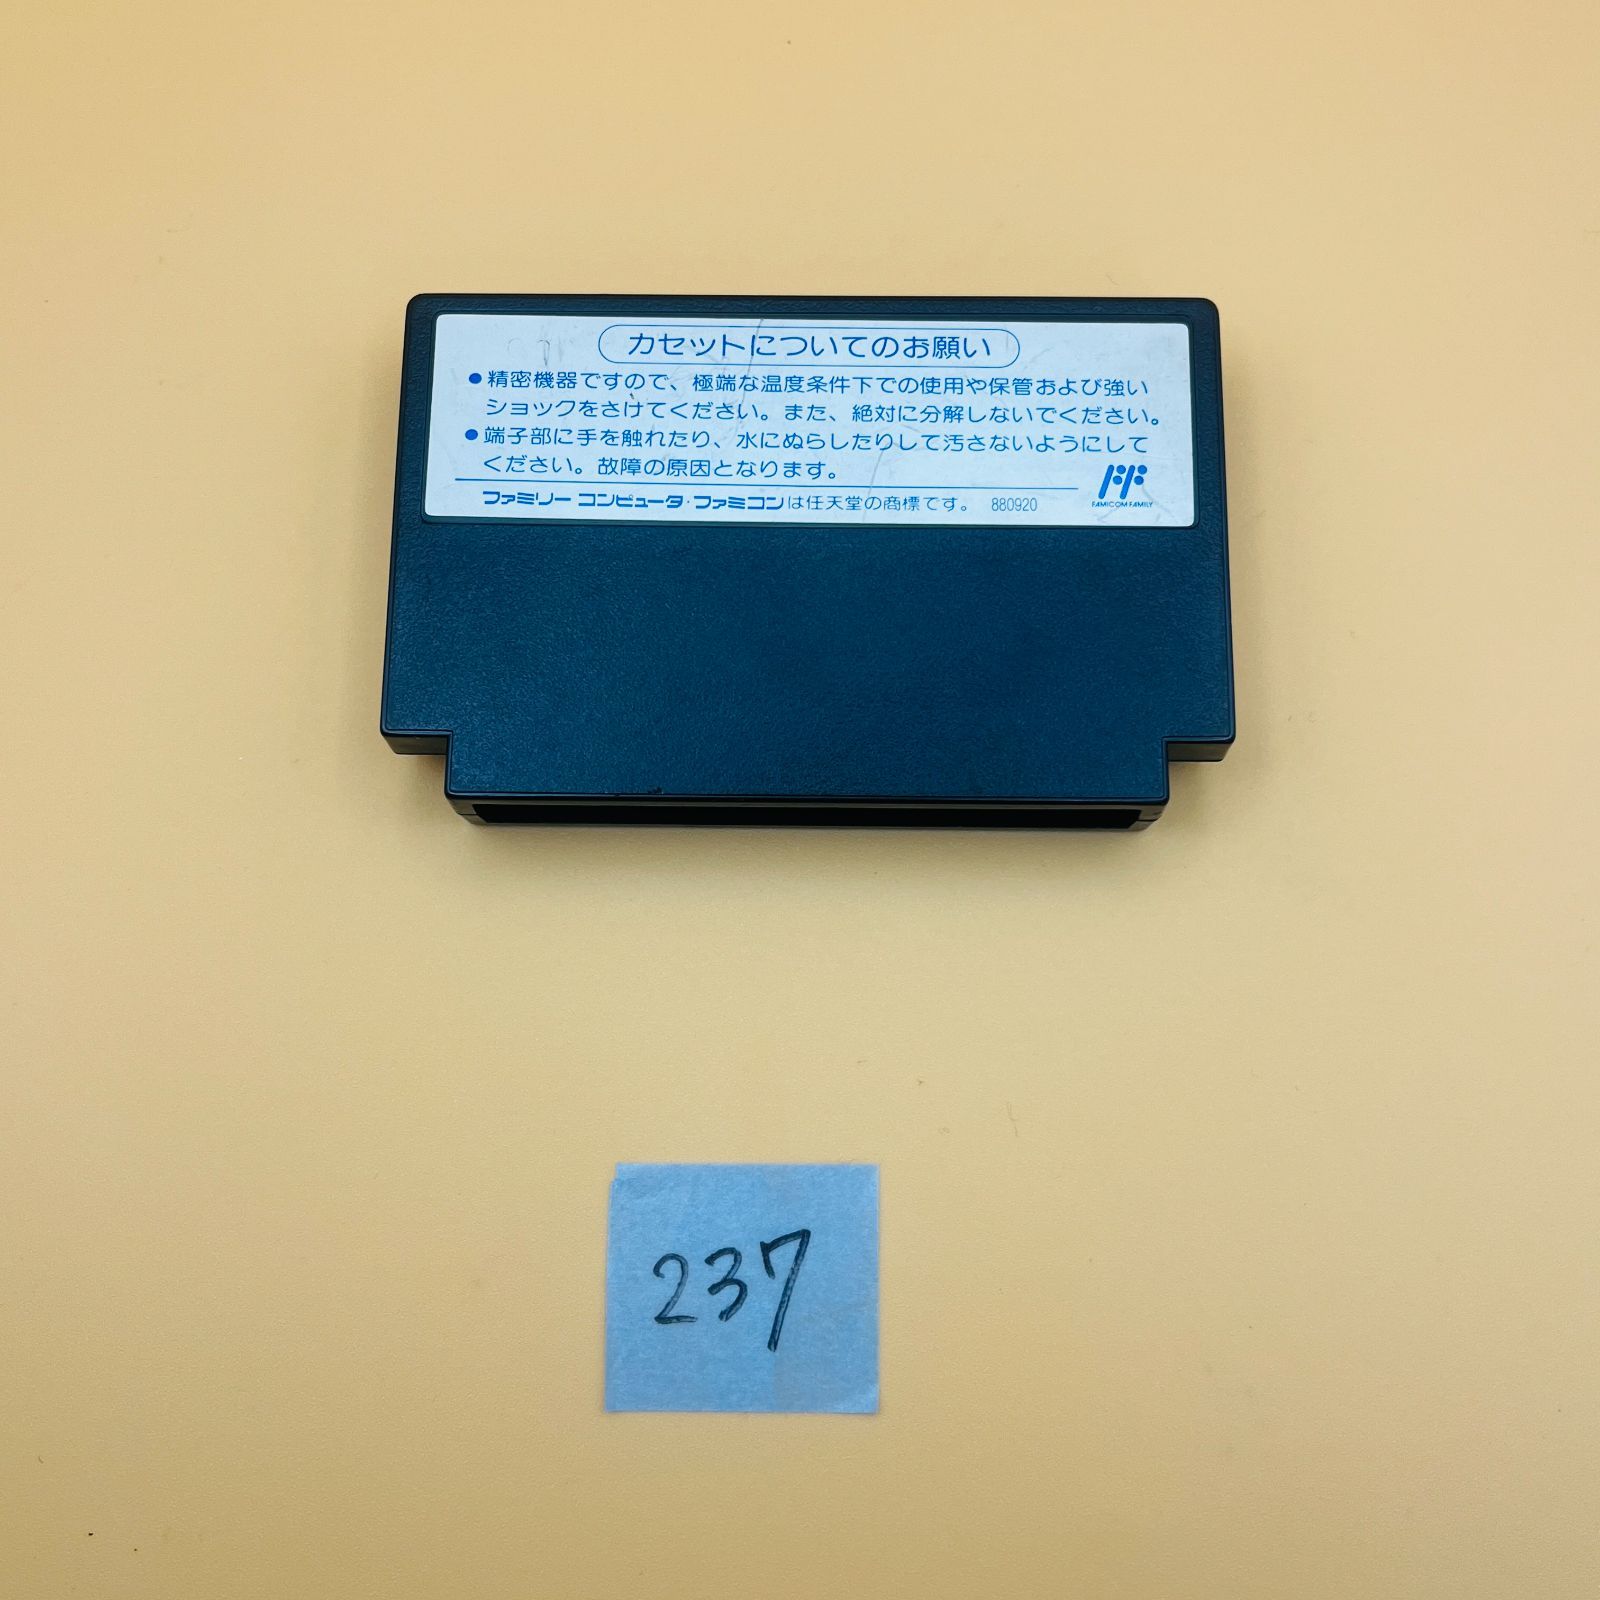 カセットについてのお願い
●精密機器ですので、極端な温度条件下での使用や保管および強い
ショックをさけてください。また、絶対に分解しないでください。
●端子部に手を触れたり、水にぬらしたりして汚さないようにして
ください。故障の原因となります。
ファミリーコンピュータ・ファミコンは任天堂の商標です。 880920
FAMICOM FAMILY
237